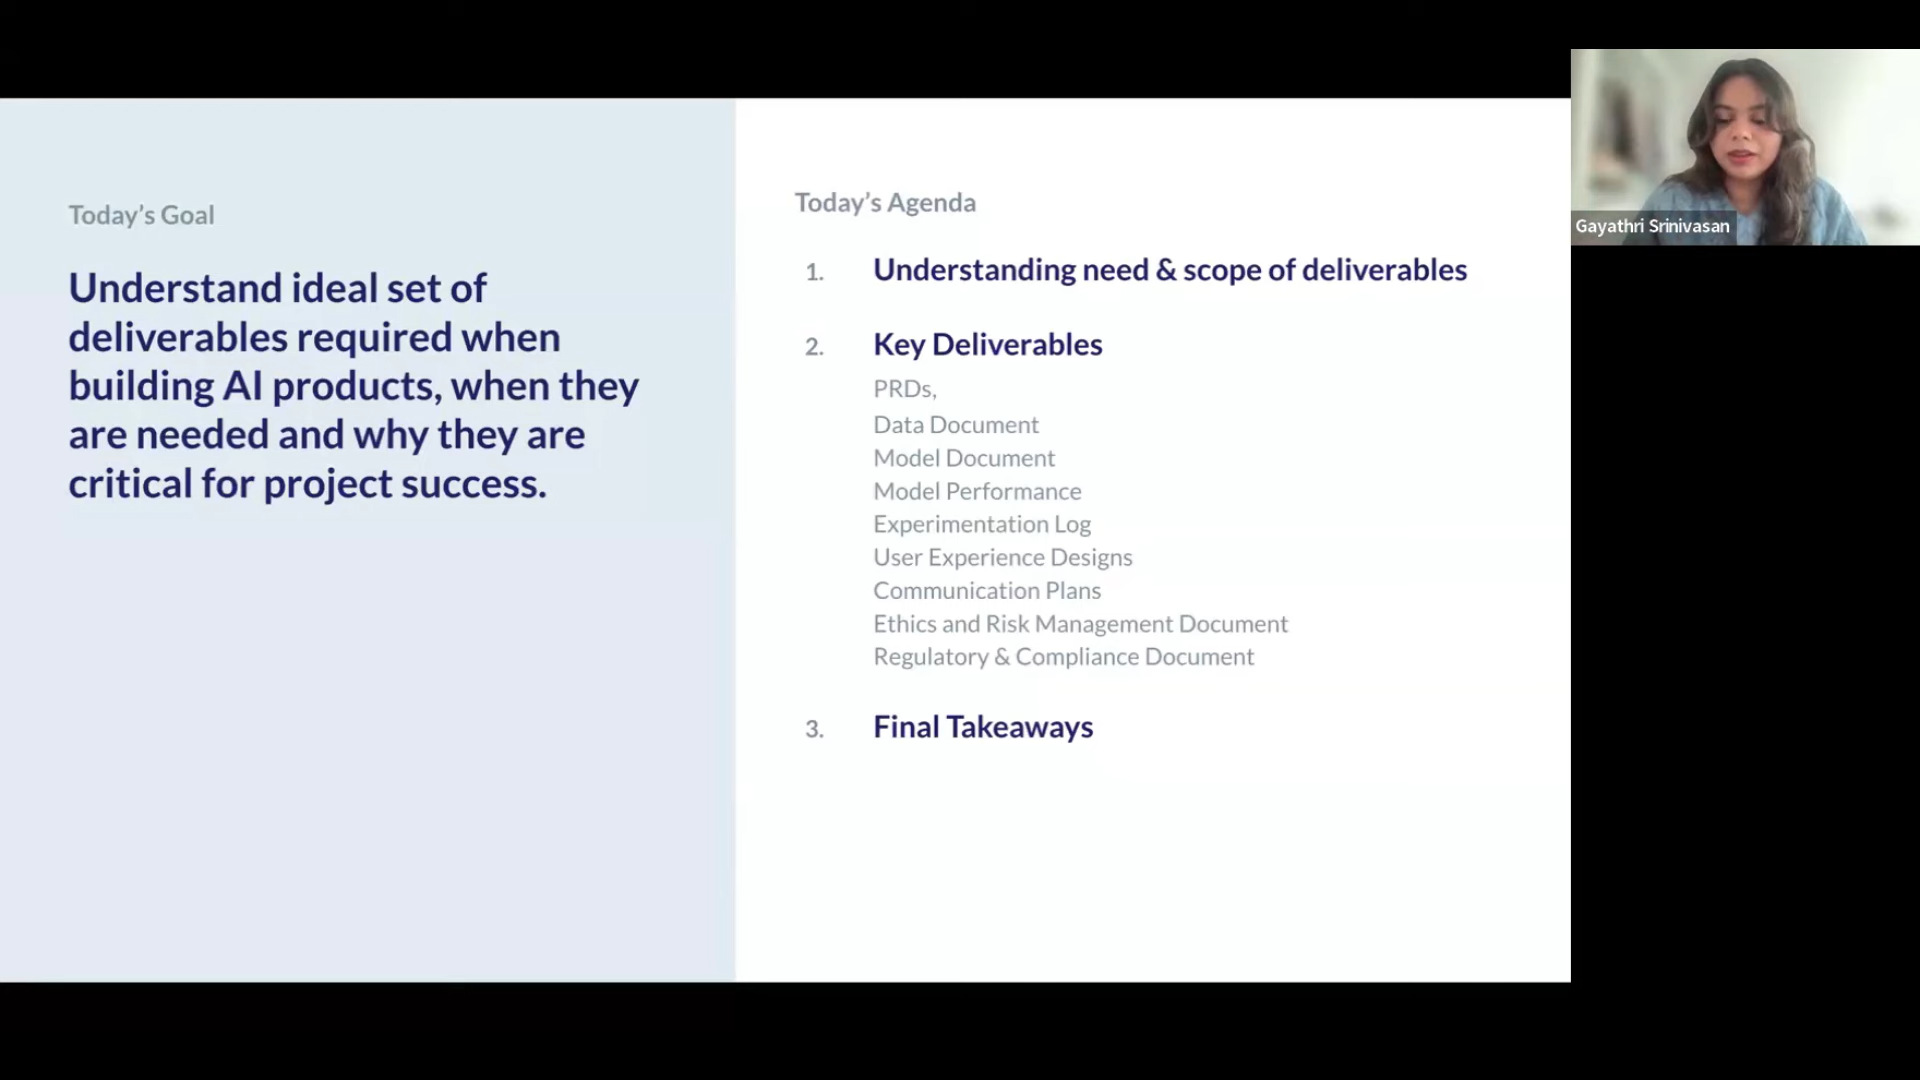 Today's Goal
Understand ideal set of
deliverables required when
building AI products, when they
are needed and why they are
critical for project success.
Today's Agenda
1. Understanding need & scope of deliverables
2. Key Deliverables
PRDs,
Data Document
Model Document
Model Performance
Experimentation Log
User Experience Designs
Communication Plans
Ethics and Risk Management Document
Regulatory & Compliance Document
3. Final Takeaways
Gayathri Srinivasan